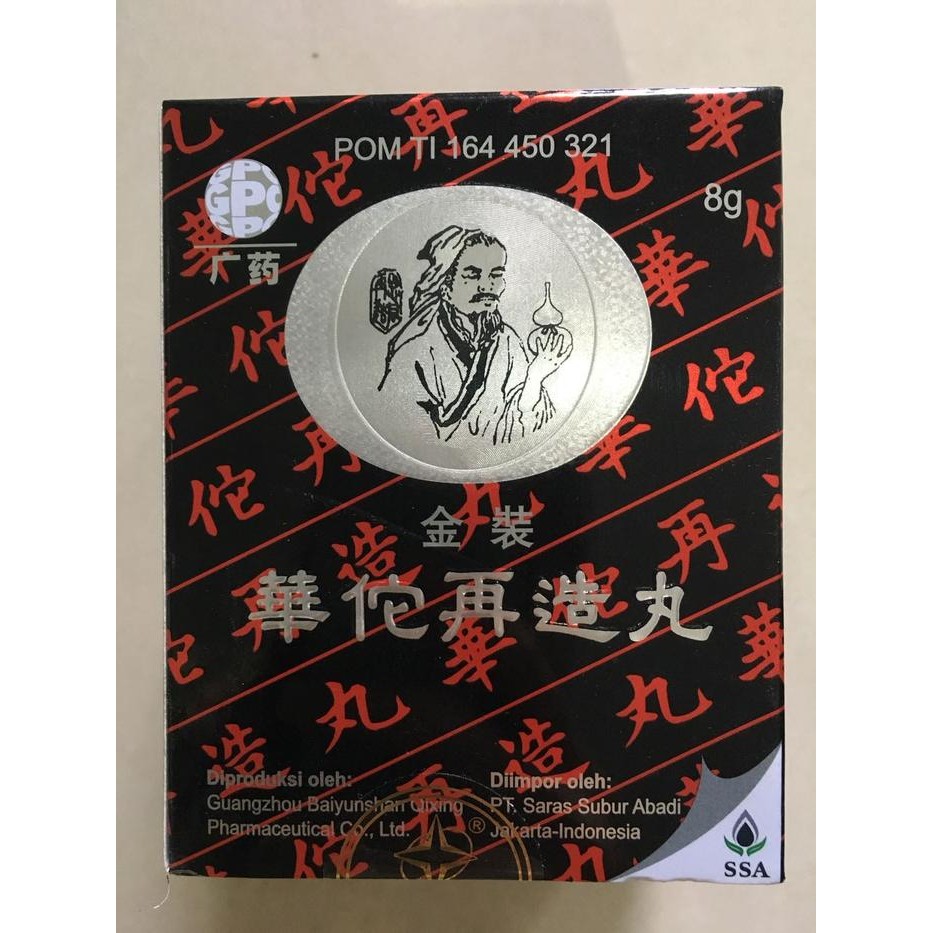 POM TI 164 450 321
8g
GPC
广药
金装
華佗再造丸
Diproduksi oleh:
Guangzhou Baiyunshan Qixing
Pharmaceutical Co., Ltd.
®
Diimpor oleh:
PT. Saras Subur Abadi
Jakarta-Indonesia
SSA